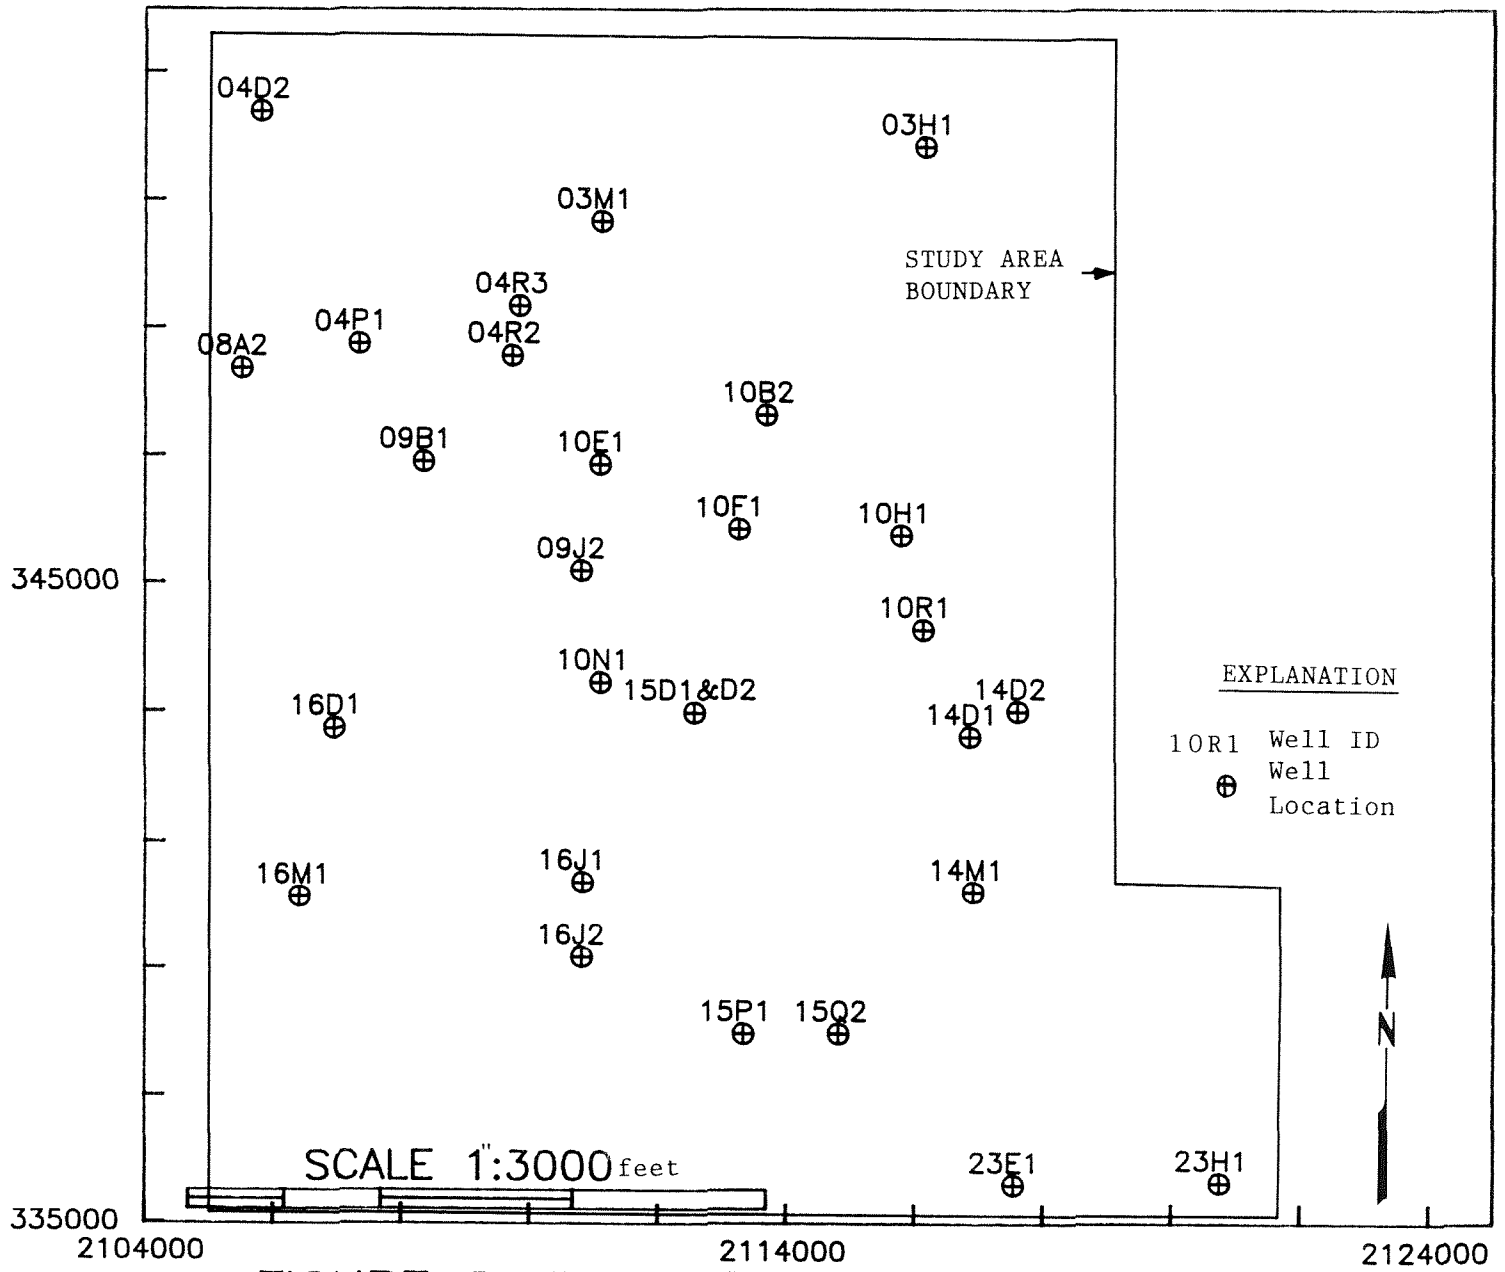 04D2
03H1
03M1
STUDY AREA
BOUNDARY
04R3
04P1
04R2
08A2
10B2
09B1
10E1
10F1
10H1
09J2
345000
10R1
10N1
15D1&D2
14D2
EXPLANATION
16D1
14D1
10R1 Well ID
Well
Location
16J1
14M1
16M1
16J2
15P1
15Q2
N
SCALE 1":3000 feet
23E1
23H1
335000
2104000
2114000
2124000